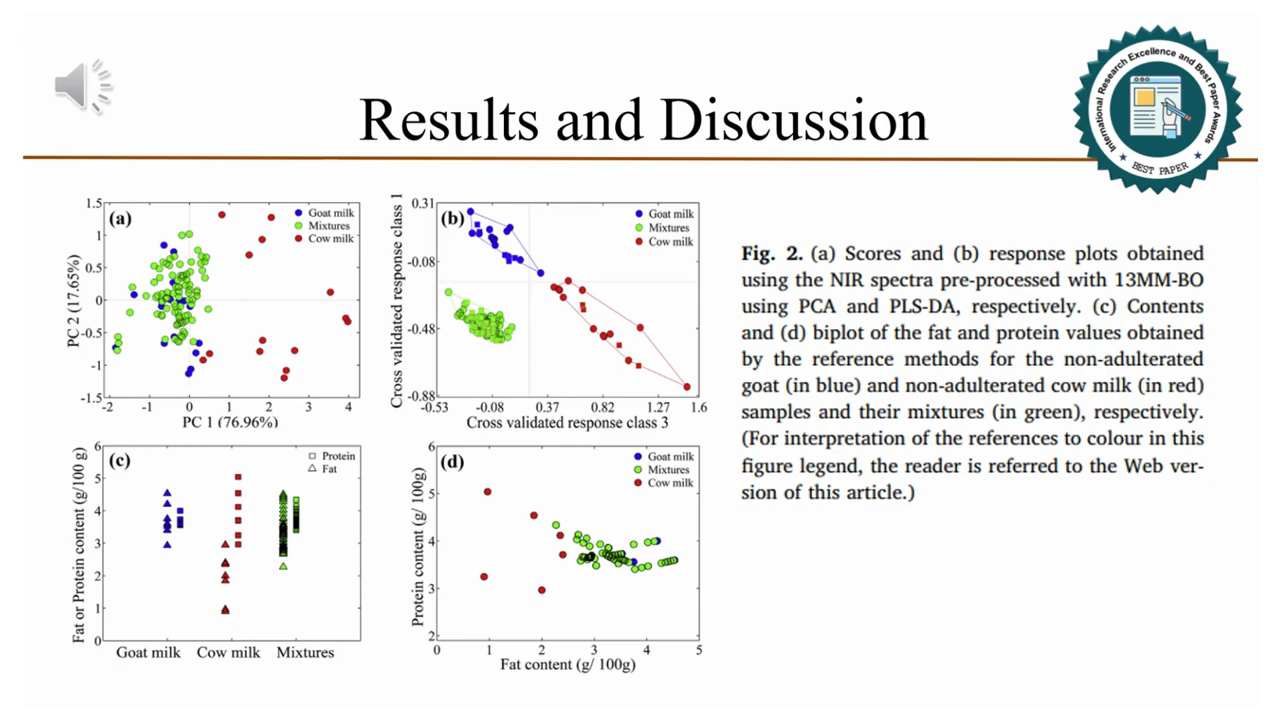 International Research Excellence and Best Paper Awards
BEST PAPER
Results and Discussion
(a)
Goat milk
Mixtures
Cow milk
PC 2 (17.65%)
1.5
1
0.5
0
-0.5
-1
-1.5
-2 -1 0 1 2 3 4
PC 1 (76.96%)
(b)
Goat milk
Mixtures
Cow milk
Cross validated response class 1
0.31
-0.08
-0.48
-0.88
-0.53 -0.08 0.37 0.82 1.27 1.6
Cross validated response class 3
(c)
Protein
Fat
Fat or Protein content (g/100 g)
6
5
4
3
2
1
0
Goat milk Cow milk Mixtures
(d)
Goat milk
Mixtures
Cow milk
Protein content (g/ 100g)
6
5
4
3
2
0 1 2 3 4 5
Fat content (g/ 100g)
Fig. 2. (a) Scores and (b) response plots obtained
using the NIR spectra pre-processed with 13MM-BO
using PCA and PLS-DA, respectively. (c) Contents
and (d) biplot of the fat and protein values obtained
by the reference methods for the non-adulterated
goat (in blue) and non-adulterated cow milk (in red)
samples and their mixtures (in green), respectively.
(For interpretation of the references to colour in this
figure legend, the reader is referred to the Web ver-
sion of this article.)